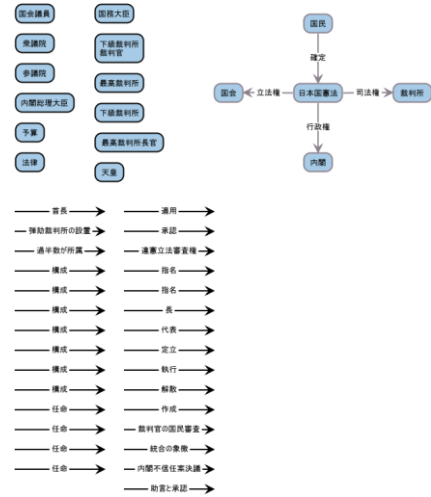 国会議員
衆議院
参議院
内閣総理大臣
予算
法律
国務大臣
下級裁判所
裁判官
最高裁判所
下級裁判所
最高裁判所長官
天皇
国民
確定
国会
立法権
日本国憲法
司法権
裁判所
行政権
内閣
首長
弾劾裁判所の設置
過半数が所属
構成
構成
構成
構成
構成
構成
構成
任命
任命
任命
任命
適用
承認
違憲立法審査権
指名
指名
長
代表
定立
執行
解散
作成
裁判官の国民審査
統合の象徴
内閣不信任案決議
助言と承認